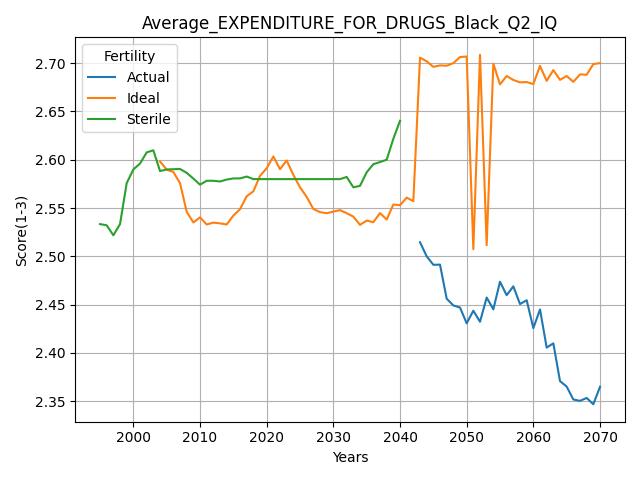 Average_EXPENDITURE_FOR_DRUGS_Black_Q2_IQ
Fertility
Actual
Ideal
Sterile
2.70
2.65
2.60
2.55
2.50
2.45
2.40
2.35
Score(1-3)
2000 2010 2020 2030 2040 2050 2060 2070
Years